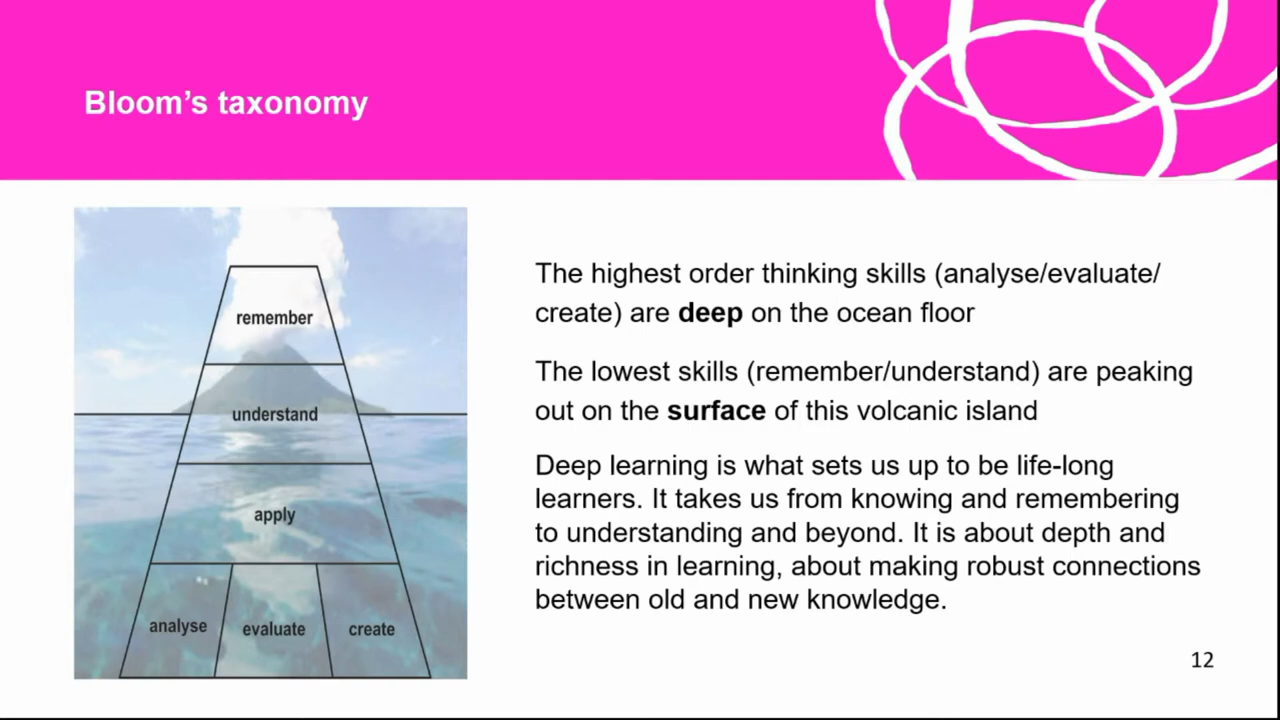 Bloom's taxonomy
remember
understand
apply
analyse
evaluate
create
The highest order thinking skills (analyse/evaluate/
create) are deep on the ocean floor
The lowest skills (remember/understand) are peaking
out on the surface of this volcanic island
Deep learning is what sets us up to be life-long
learners. It takes us from knowing and remembering
to understanding and beyond. It is about depth and
richness in learning, about making robust connections
between old and new knowledge.
12